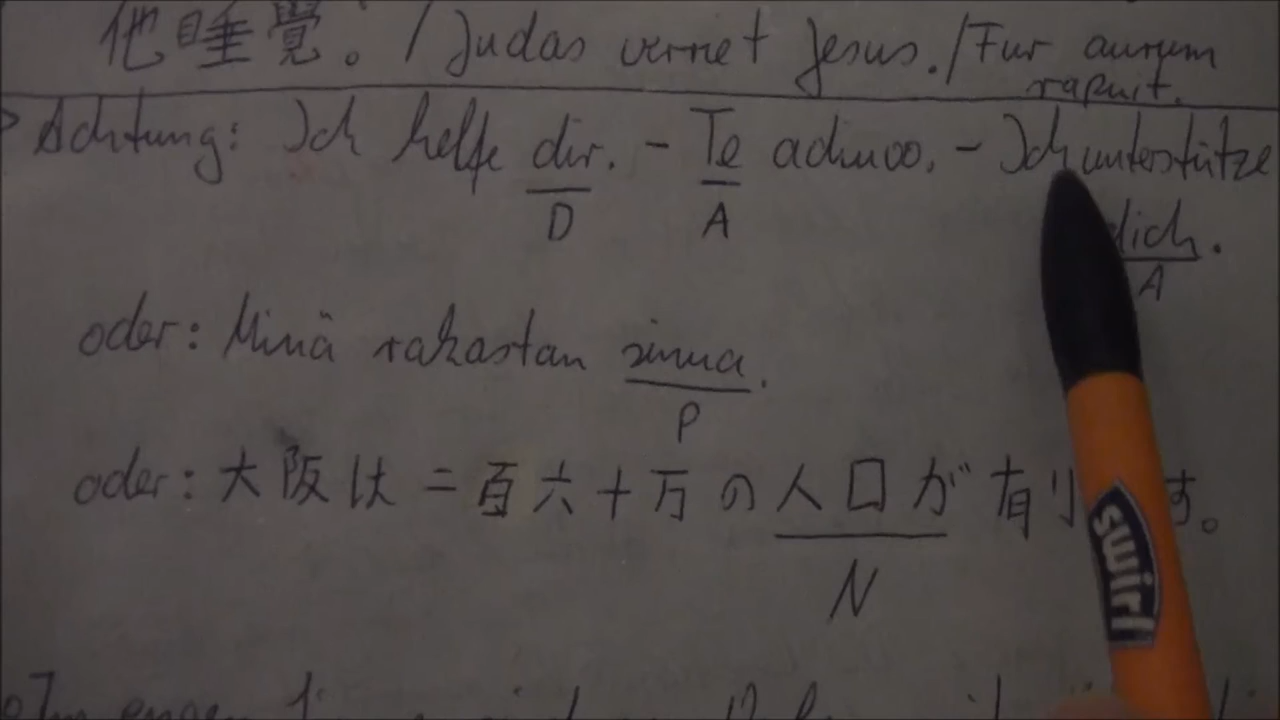 他睡覺。/Judas verriet Jesus./Fur aurum
rapuit.
Achtung: Ich helfe dir. - Te adiuvo. - Ich unterstütze
D A dich.
A
oder: Minä rakastan sinua.
P
oder: 大阪は二百六十万の人口が有り す。
N
swirl